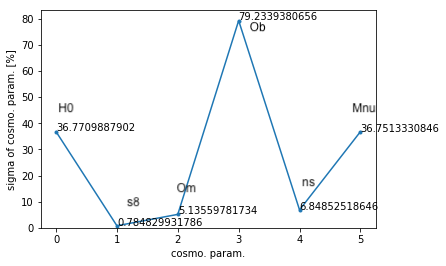 80
79.2339380656
Ob
70
60
50
H0
Mnu
40
36.7709887902
36.7513330846
30
20
Om
ns
10
s8
5.13559781734
6.84852518646
0.784829931786
0
0 1 2 3 4 5
cosmo. param.
sigma of cosmo. param. [%]